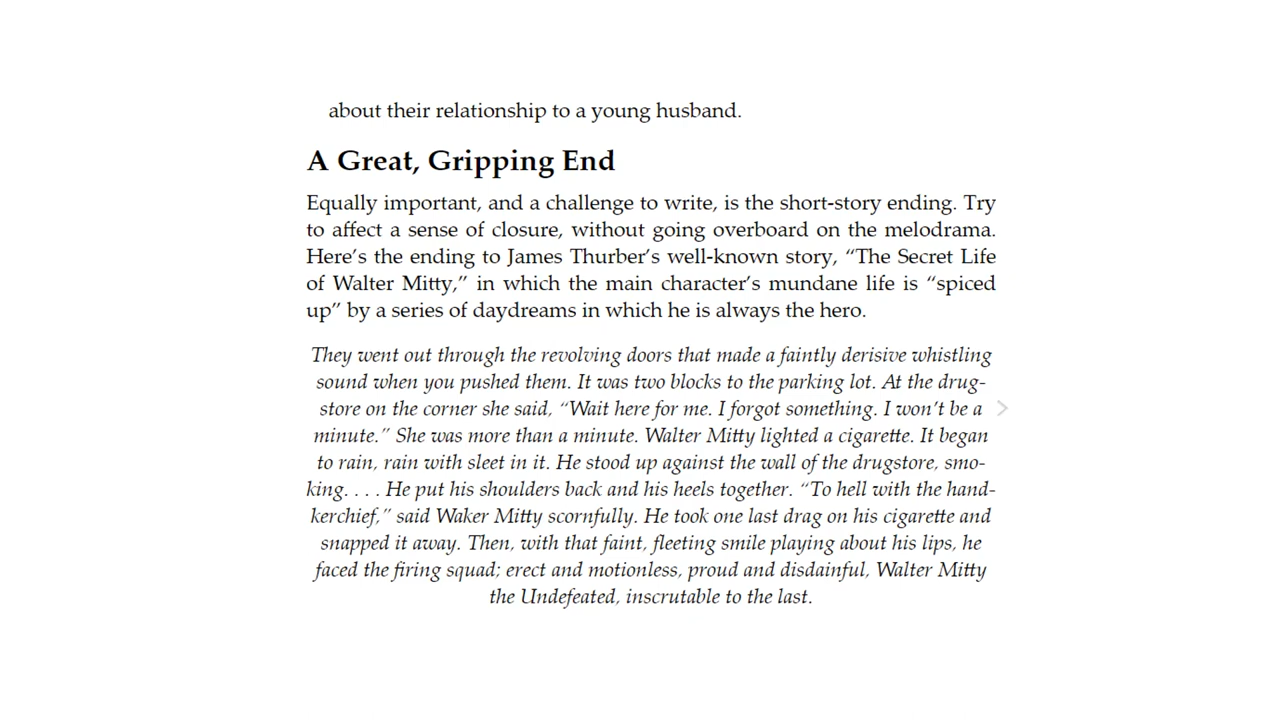 about their relationship to a young husband.
A Great, Gripping End
Equally important, and a challenge to write, is the short-story ending. Try
to affect a sense of closure, without going overboard on the melodrama.
Here’s the ending to James Thurber’s well-known story, “The Secret Life
of Walter Mitty,” in which the main character’s mundane life is “spiced
up” by a series of daydreams in which he is always the hero.
They went out through the revolving doors that made a faintly derisive whistling
sound when you pushed them. It was two blocks to the parking lot. At the drug-
store on the corner she said, “Wait here for me. I forgot something. I won’t be a
minute.” She was more than a minute. Walter Mitty lighted a cigarette. It began
to rain, rain with sleet in it. He stood up against the wall of the drugstore, smo-
king. . . . He put his shoulders back and his heels together. “To hell with the hand-
kerchief,” said Waker Mitty scornfully. He took one last drag on his cigarette and
snapped it away. Then, with that faint, fleeting smile playing about his lips, he
faced the firing squad; erect and motionless, proud and disdainful, Walter Mitty
the Undefeated, inscrutable to the last.